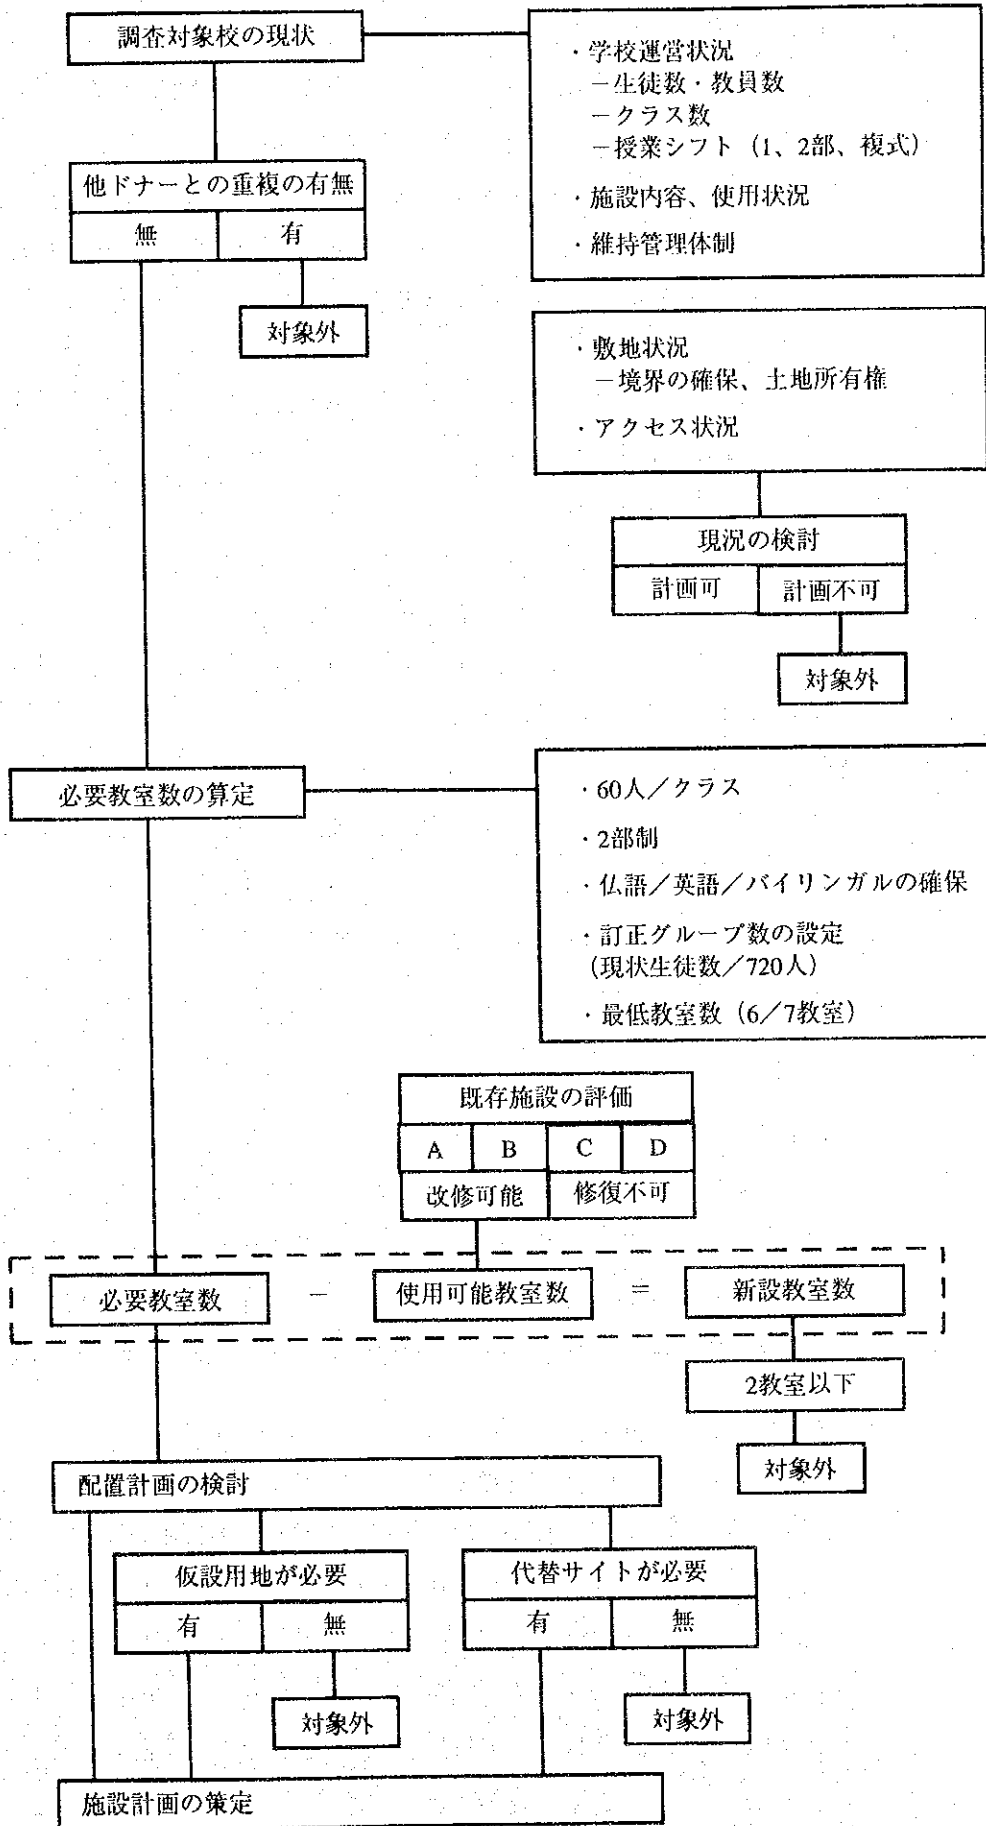 調査対象校の現状
・学校運営状況
－生徒数・教員数
－クラス数
－授業シフト（1、2部、複式）
・施設内容、使用状況
・維持管理体制
他ドナーとの重複の有無
無 有
対象外
・敷地状況
－境界の確保、土地所有権
・アクセス状況
現況の検討
計画可 計画不可
対象外
必要教室数の算定
・60人／クラス
・2部制
・仏語／英語／バイリンガルの確保
・訂正グループ数の設定
（現状生徒数／720人）
・最低教室数（6／7教室）
既存施設の評価
A B C D
改修可能 修復不可
必要教室数 － 使用可能教室数 ＝ 新設教室数
2教室以下
対象外
配置計画の検討
仮設用地が必要 代替サイトが必要
有 無 有 無
対象外 対象外
施設計画の策定